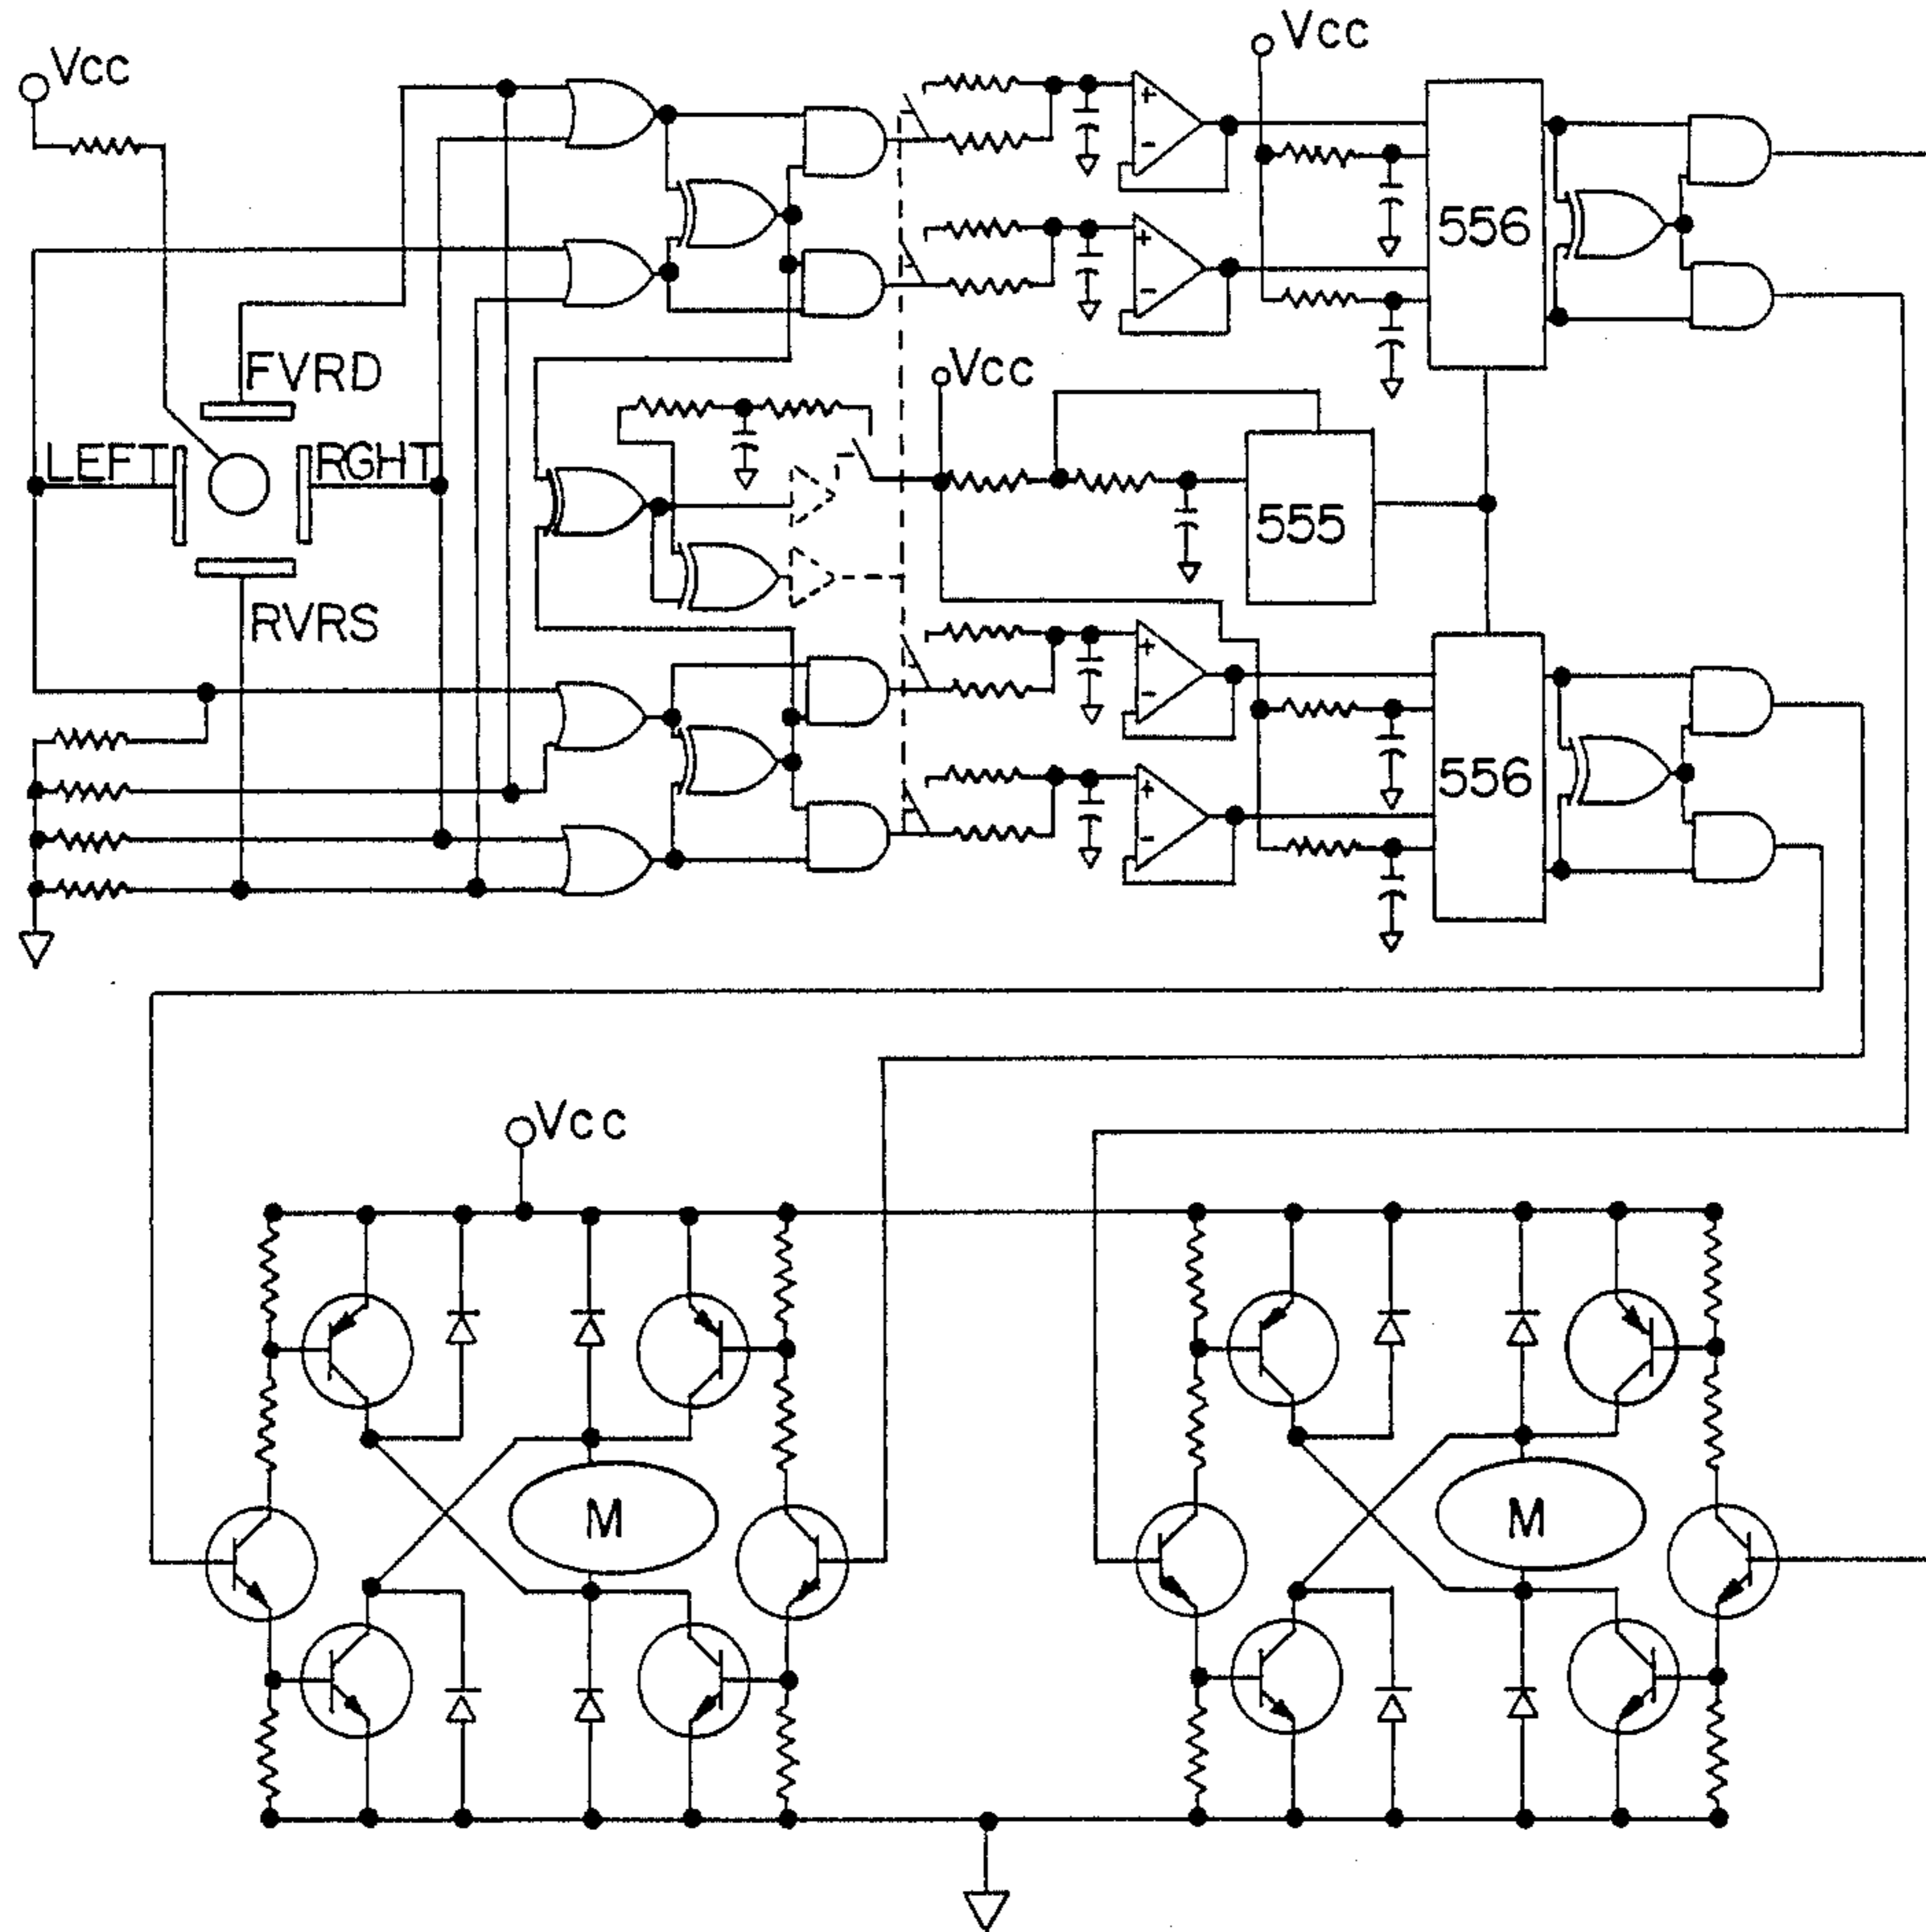 Vcc
Vcc
556
FVRD
Vcc
LEFT
RGHT
555
RVRS
556
Vcc
M
M
+
-
+
-
+
-
+
-